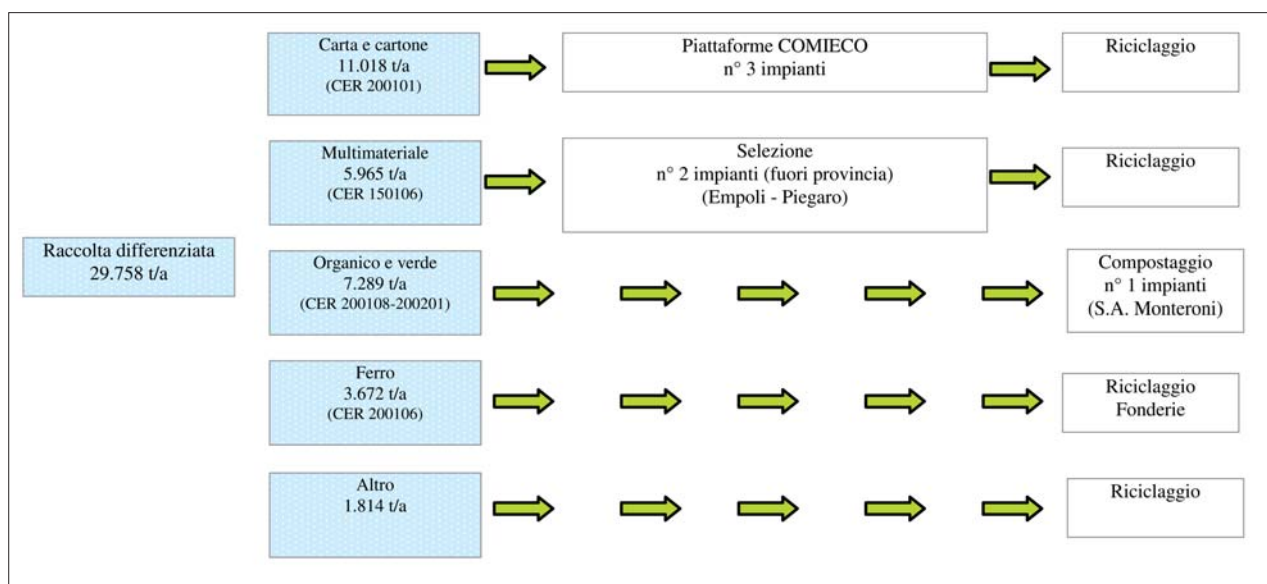 Carta e cartone
11.018 t/a
(CER 200101)
Piattaforme COMIECO
n° 3 impianti
Riciclaggio
Multimateriale
5.965 t/a
(CER 150106)
Selezione
n° 2 impianti (fuori provincia)
(Empoli - Piegaro)
Riciclaggio
Raccolta differenziata
29.758 t/a
Organico e verde
7.289 t/a
(CER 200108-200201)
Compostaggio
n° 1 impianti
(S.A. Monteroni)
Ferro
3.672 t/a
(CER 200106)
Riciclaggio
Fonderie
Altro
1.814 t/a
Riciclaggio